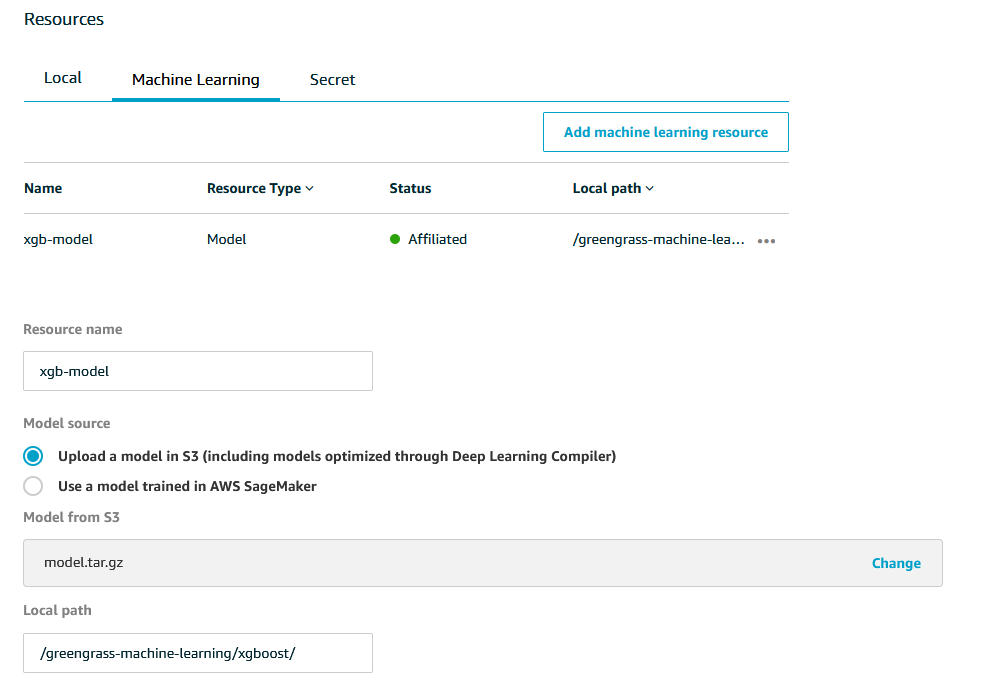 Resources
Local Machine Learning Secret
Add machine learning resource
Name Resource Type Status Local path
xgb-model Model Affiliated /greengrass-machine-lea... •••
Resource name
xgb-model
Model source
Upload a model in S3 (including models optimized through Deep Learning Compiler)
Use a model trained in AWS SageMaker
Model from S3
model.tar.gz Change
Local path
/greengrass-machine-learning/xgboost/